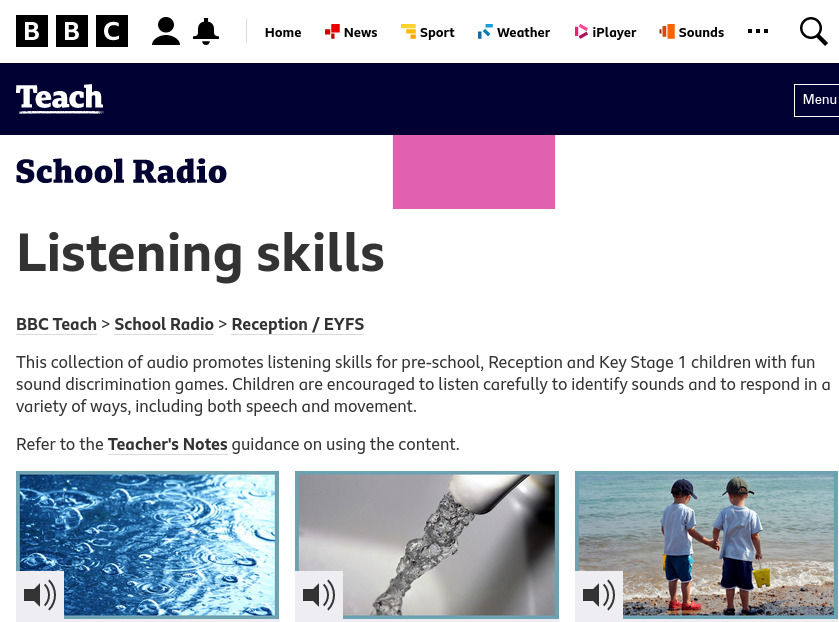 BBC Home News Sport Weather iPlayer Sounds
Teach
Menu
School Radio
Listening skills
BBC Teach > School Radio > Reception / EYFS
This collection of audio promotes listening skills for pre-school, Reception and Key Stage 1 children with fun
sound discrimination games. Children are encouraged to listen carefully to identify sounds and to respond in a
variety of ways, including both speech and movement.
Refer to the Teacher's Notes guidance on using the content.